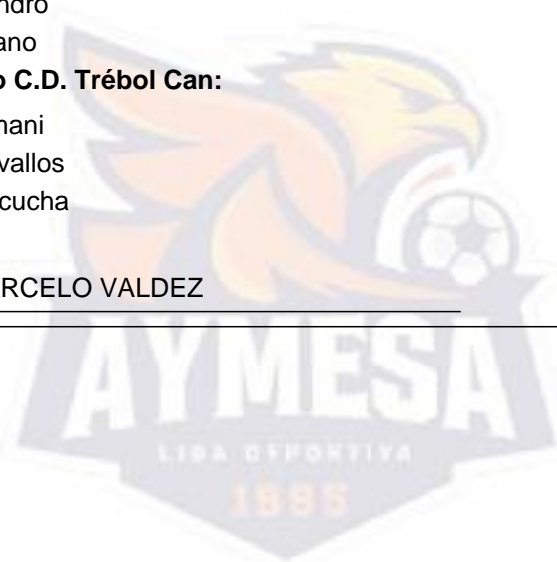 ndro
ano
o C.D. Trébol Can:
nani
vallos
cucha
RCELO VALDEZ
AYMESA
LIGA DEPORTIVA
1995